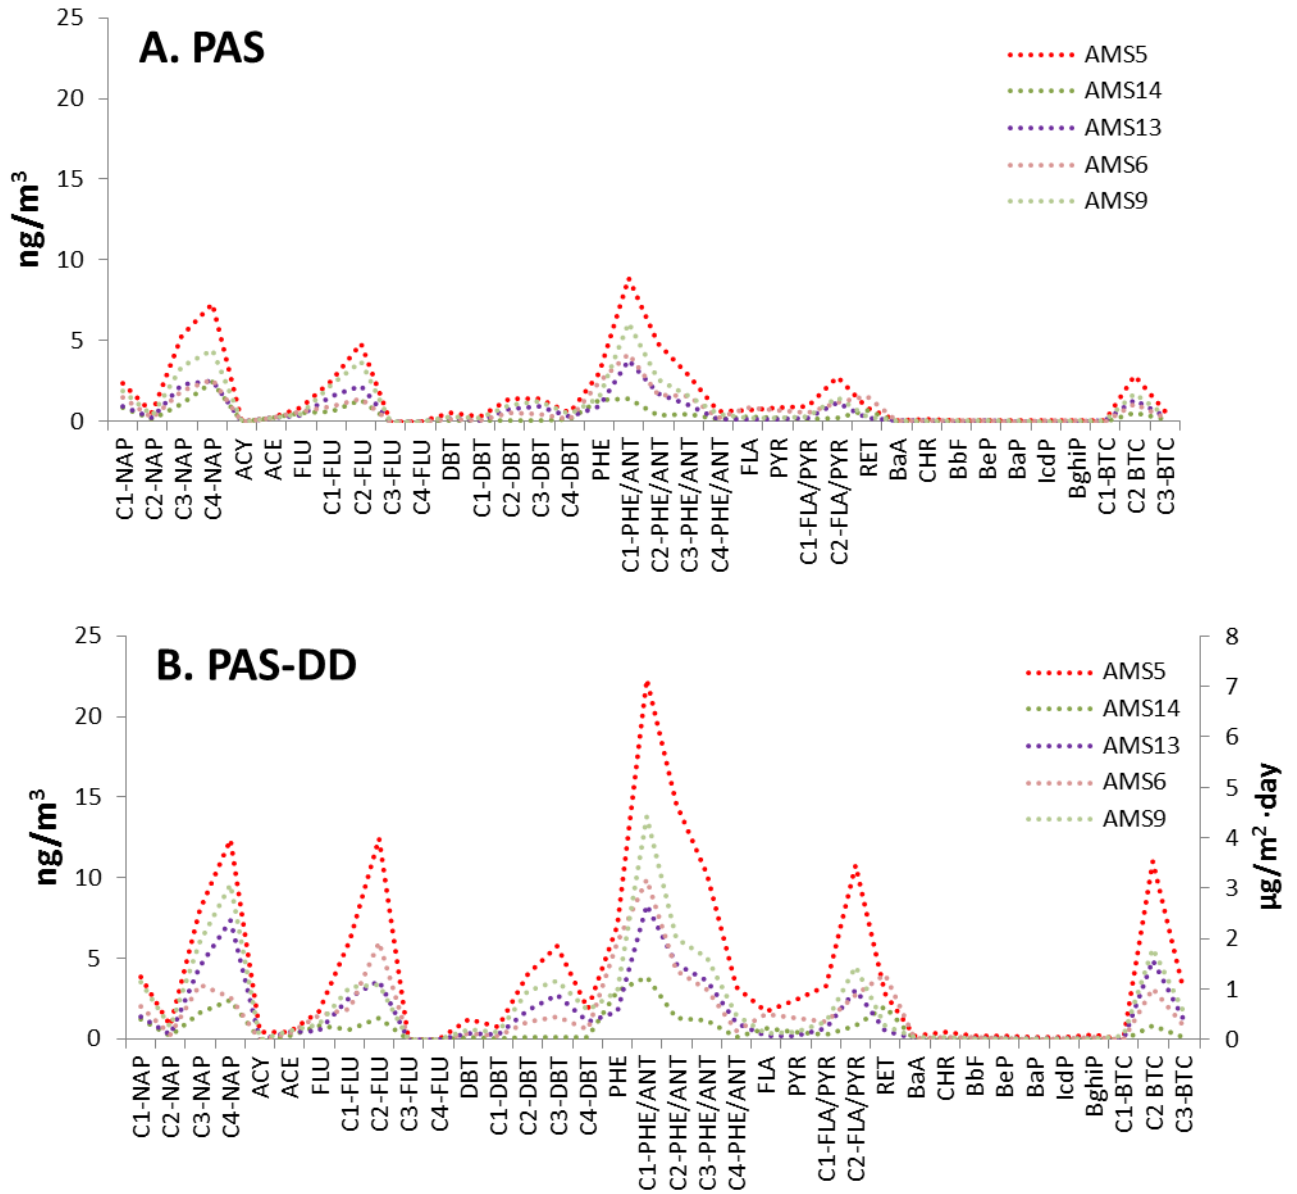 A. PAS
25
20
15
10
5
0
ng/m³
AMS5
AMS14
AMS13
AMS6
AMS9
C1-NAP
C2-NAP
C3-NAP
C4-NAP
ACY
ACE
FLU
C1-FLU
C2-FLU
C3-FLU
C4-FLU
DBT
C1-DBT
C2-DBT
C3-DBT
C4-DBT
PHE
C1-PHE/ANT
C2-PHE/ANT
C3-PHE/ANT
C4-PHE/ANT
FLA
PYR
C1-FLA/PYR
C2-FLA/PYR
RET
BaA
CHR
BbF
BeP
BaP
IcdP
BghiP
C1-BTC
C2 BTC
C3-BTC
B. PAS-DD
25
20
15
10
5
0
ng/m³
8
7
6
5
4
3
2
1
0
µg/m² ·day
AMS5
AMS14
AMS13
AMS6
AMS9
C1-NAP
C2-NAP
C3-NAP
C4-NAP
ACY
ACE
FLU
C1-FLU
C2-FLU
C3-FLU
C4-FLU
DBT
C1-DBT
C2-DBT
C3-DBT
C4-DBT
PHE
C1-PHE/ANT
C2-PHE/ANT
C3-PHE/ANT
C4-PHE/ANT
FLA
PYR
C1-FLA/PYR
C2-FLA/PYR
RET
BaA
CHR
BbF
BeP
BaP
IcdP
BghiP
C1-BTC
C2 BTC
C3-BTC